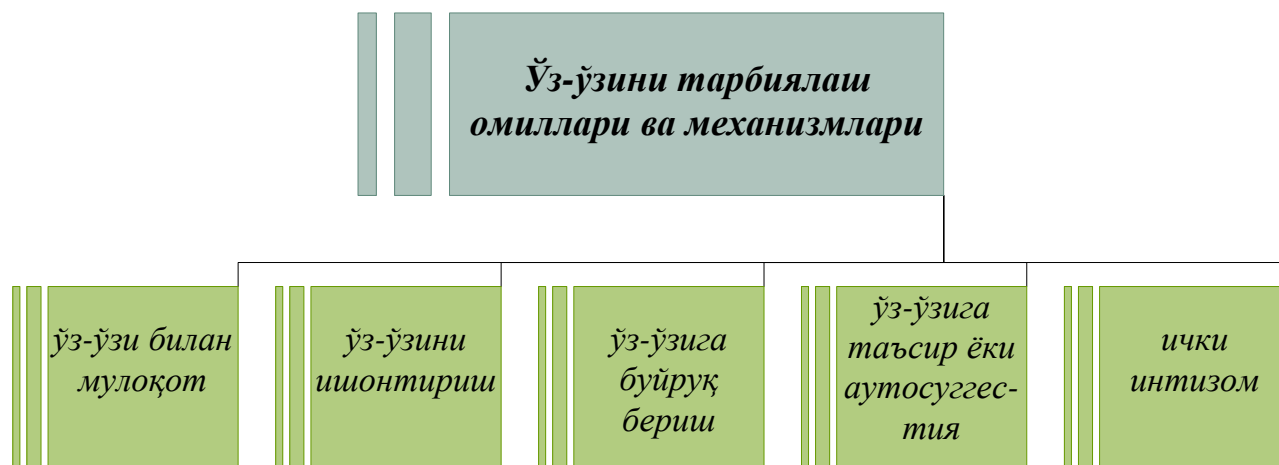 Ўз-ўзини тарбиялаш
омиллари ва механизмлари
ўз-ўзи билан
мулоқот
ўз-ўзини
ишонтириш
ўз-ўзига
буйруқ
бериш
ўз-ўзига
таъсир ёки
аутосуггес-
тия
ички
интизом